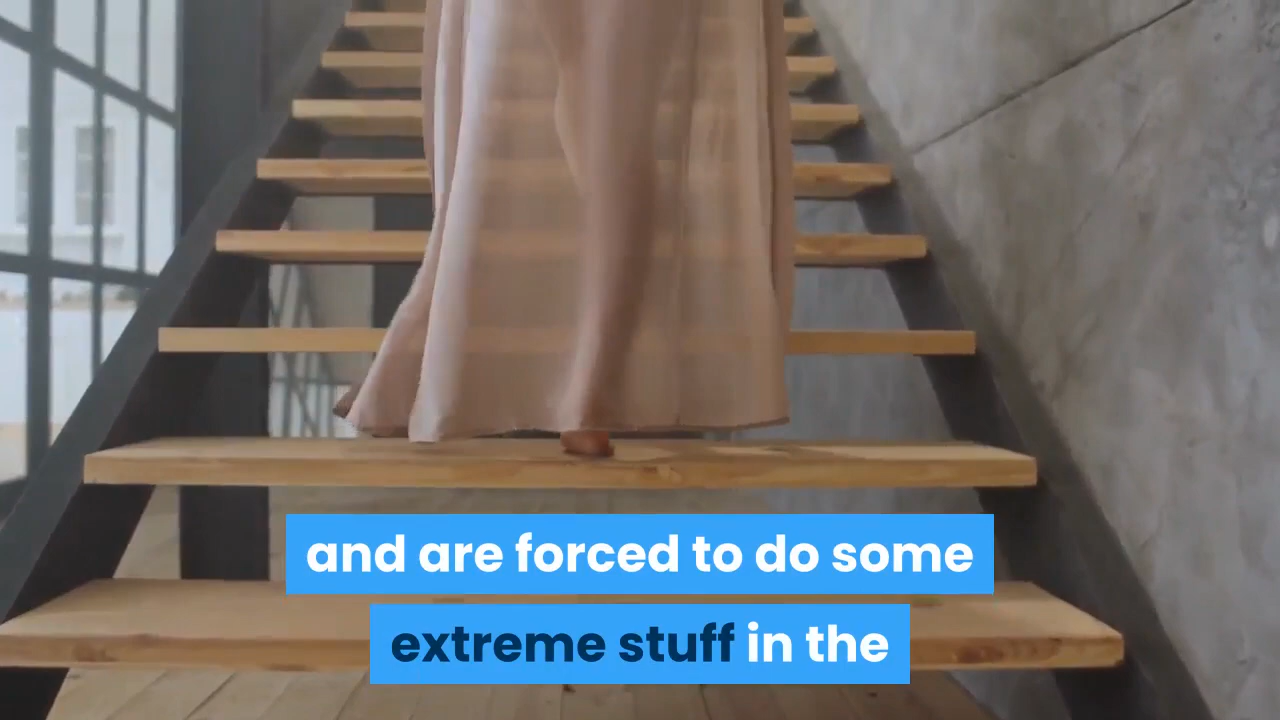 and are forced to do some
extreme stuff in the